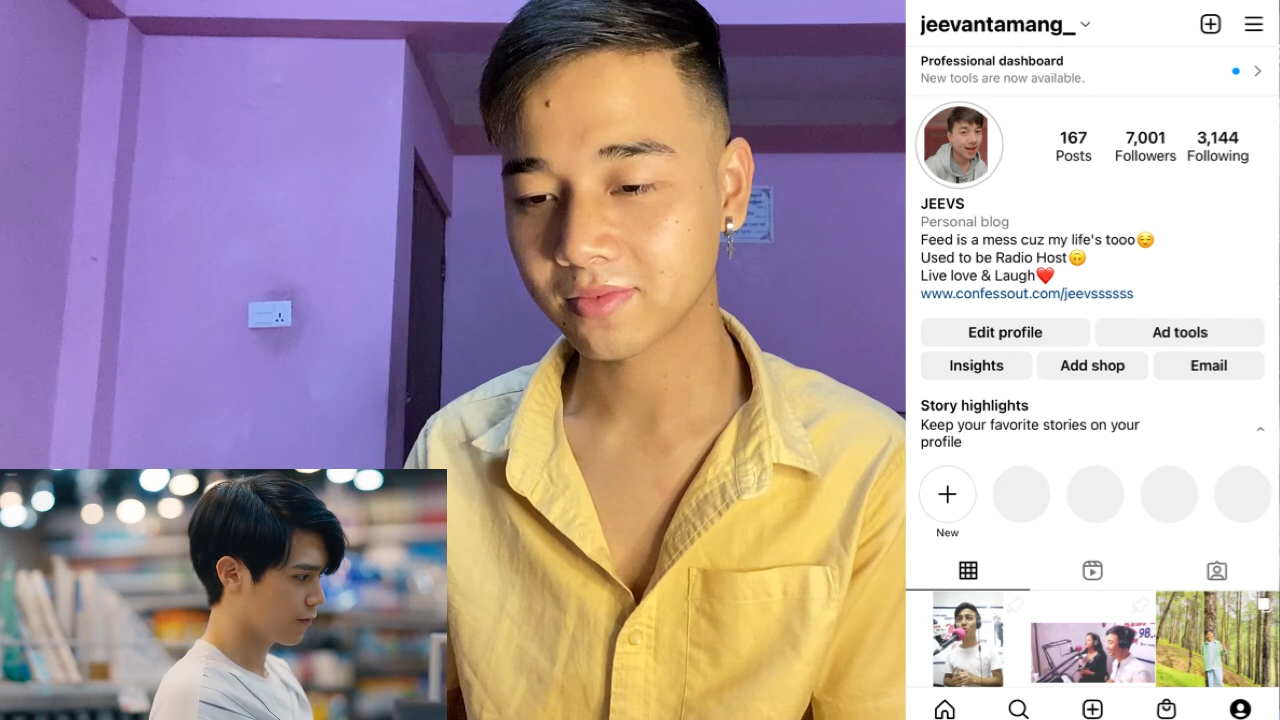 jeevantamang_
Professional dashboard
New tools are now available.
167
7,001
3,144
Posts
Followers
Following
JEEVS
Personal blog
Feed is a mess cuz my life's tooo😌
Used to be Radio Host🙃
Live love & Laugh❤️
www.confessout.com/jeevssssss
Edit profile
Ad tools
Insights
Add shop
Email
Story highlights
Keep your favorite stories on your
profile
New
98.